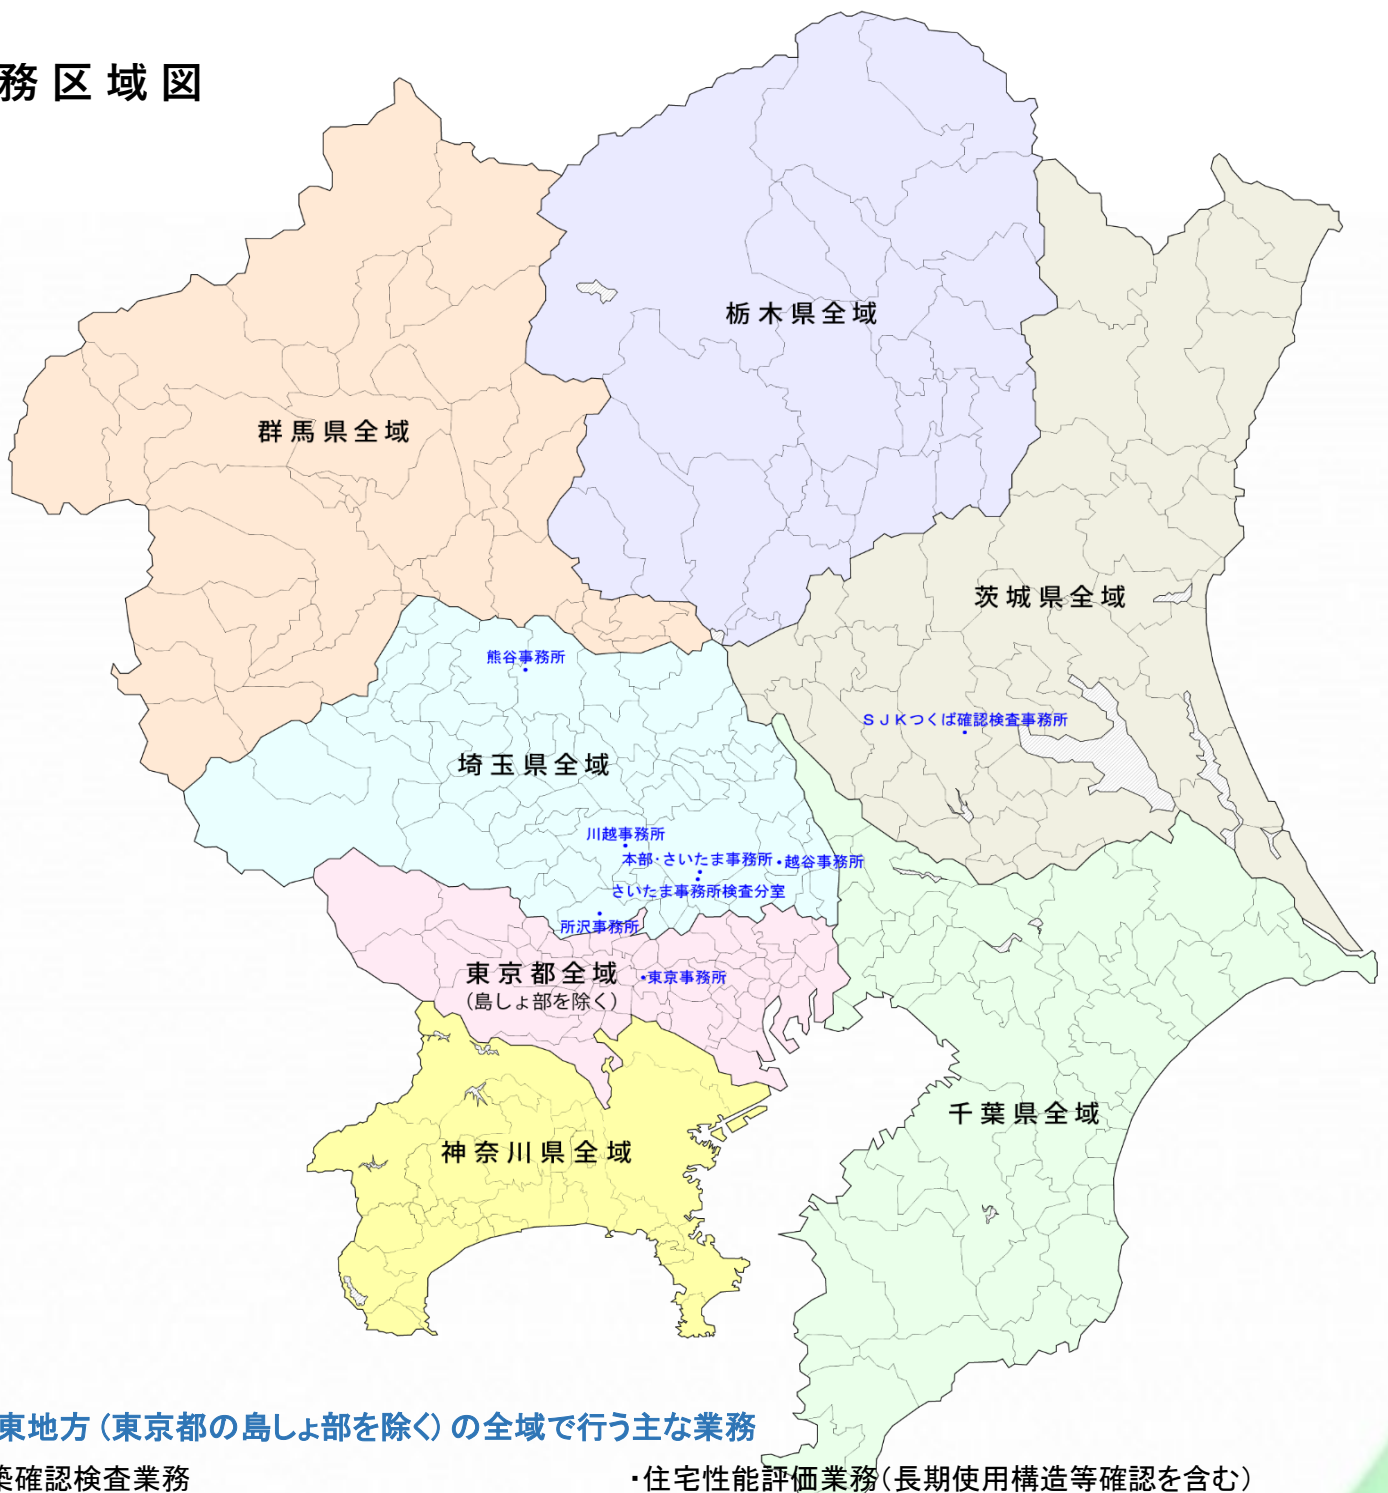 務区域図
栃木県全域
群馬県全域
茨城県全域
熊谷事務所
SJKつくば確認検査事務所
埼玉県全域
川越事務所
本部・さいたま事務所
・越谷事務所
さいたま事務所検査分室
所沢事務所
東京都全域
(島しょ部を除く)
・東京事務所
千葉県全域
神奈川県全域
東地方(東京都の島しょ部を除く)の全域で行う主な業務
築確認検査業務
・住宅性能評価業務(長期使用構造等確認を含む)